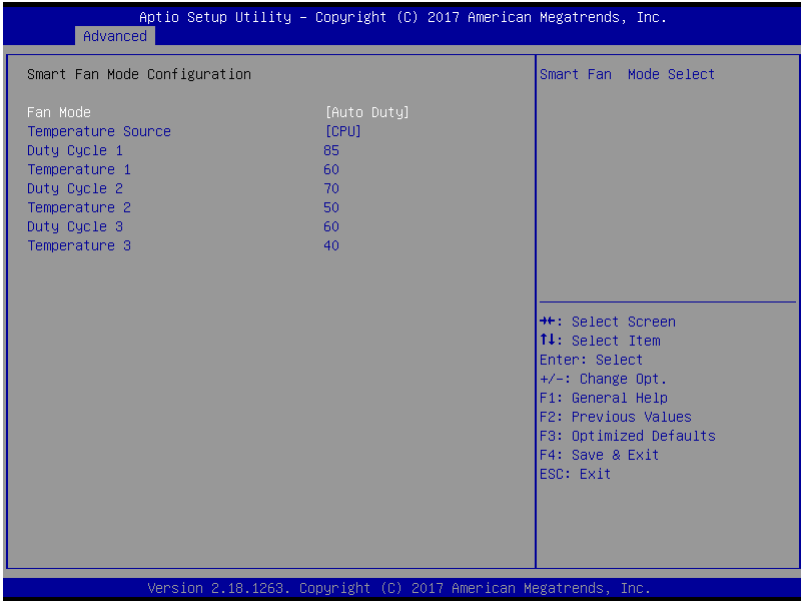 Aptio Setup Utility – Copyright (C) 2017 American Megatrends, Inc.
Advanced
Smart Fan Mode Configuration
Fan Mode [Auto Duty]
Temperature Source [CPU]
Duty Cycle 1 85
Temperature 1 60
Duty Cycle 2 70
Temperature 2 50
Duty Cycle 3 60
Temperature 3 40
Smart Fan Mode Select
→←: Select Screen
↑↓: Select Item
Enter: Select
+/-: Change Opt.
F1: General Help
F2: Previous Values
F3: Optimized Defaults
F4: Save & Exit
ESC: Exit
Version 2.18.1263. Copyright (C) 2017 American Megatrends, Inc.